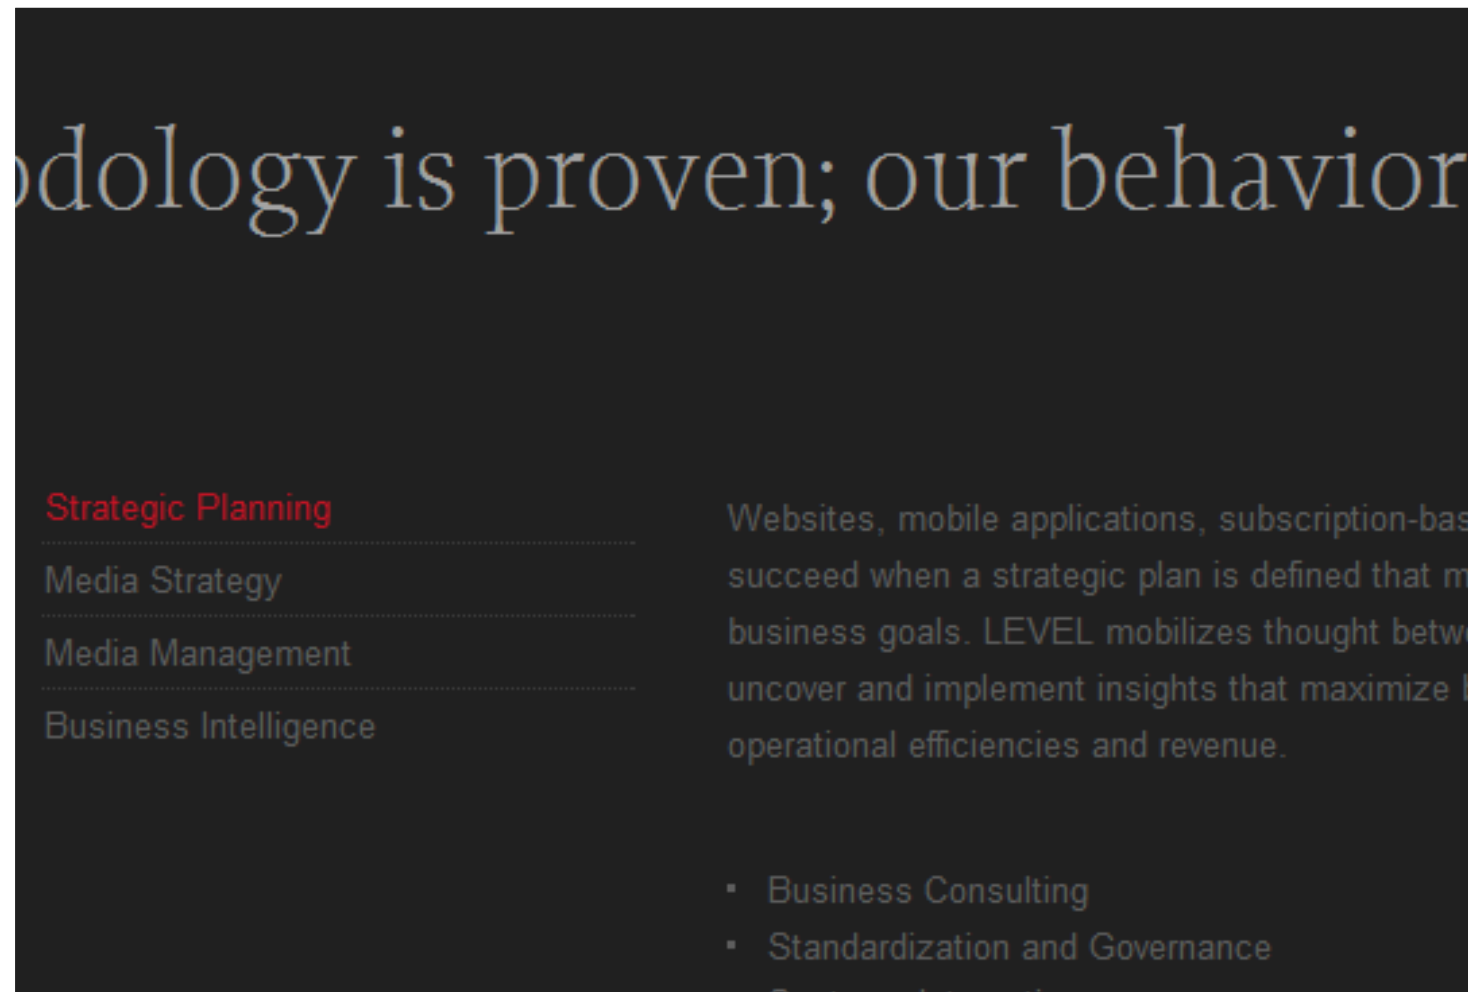 odology is proven; our behavior
Strategic Planning
Media Strategy
Media Management
Business Intelligence
Websites, mobile applications, subscription-bas
succeed when a strategic plan is defined that m
business goals. LEVEL mobilizes thought betwe
uncover and implement insights that maximize
operational efficiencies and revenue.
▪ Business Consulting
▪ Standardization and Governance